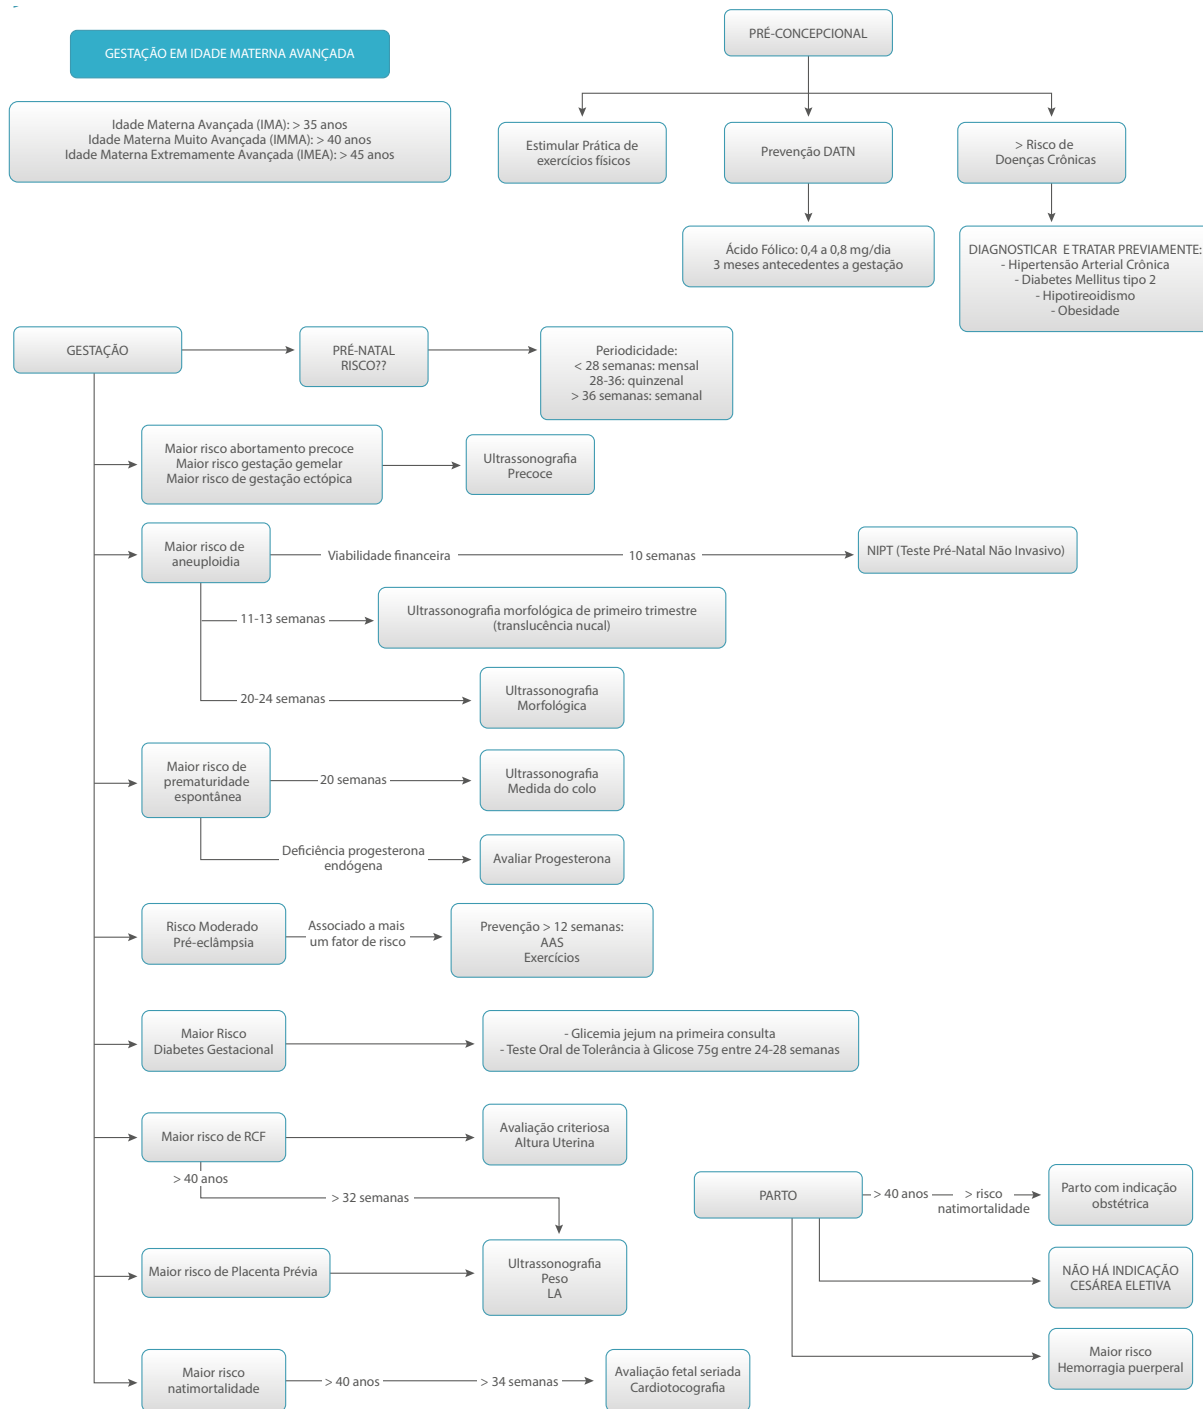 GESTAÇÃO EM IDADE MATERNA AVANÇADA
Idade Materna Avançada (IMA): > 35 anos
Idade Materna Muito Avançada (IMMA): > 40 anos
Idade Materna Extremamente Avançada (IMEA): > 45 anos
PRÉ-CONCEPCIONAL
Estimular Prática de
exercícios físicos
Prevenção DATN
> Risco de
Doenças Crônicas
Ácido Fólico: 0,4 a 0,8 mg/dia
3 meses antecedentes a gestação
DIAGNOSTICAR E TRATAR PREVIAMENTE:
- Hipertensão Arterial Crônica
- Diabetes Mellitus tipo 2
- Hipotireoidismo
- Obesidade
GESTAÇÃO
PRÉ-NATAL
RISCO??
Periodicidade:
< 28 semanas: mensal
28-36: quinzenal
> 36 semanas: semanal
Maior risco abortamento precoce
Maior risco gestação gemelar
Maior risco de gestação ectópica
Ultrassonografia
Precoce
Maior risco de
aneuploidia
Viabilidade financeira
10 semanas
NIPT (Teste Pré-Natal Não Invasivo)
11-13 semanas
Ultrassonografia morfológica de primeiro trimestre
(translucência nucal)
20-24 semanas
Ultrassonografia
Morfológica
Maior risco de
prematuridade
espontânea
20 semanas
Ultrassonografia
Medida do colo
Deficiência progesterona
endógena
Avaliar Progesterona
Risco Moderado
Pré-eclâmpsia
Associado a mais
um fator de risco
Prevenção > 12 semanas:
AAS
Exercícios
Maior Risco
Diabetes Gestacional
- Glicemia jejum na primeira consulta
- Teste Oral de Tolerância à Glicose 75g entre 24-28 semanas
Maior risco de RCF
Avaliação criteriosa
Altura Uterina
> 40 anos
> 32 semanas
Maior risco de Placenta Prévia
Ultrassonografia
Peso
LA
Maior risco
natimortalidade
> 40 anos
> 34 semanas
Avaliação fetal seriada
Cardiotocografia
PARTO
> 40 anos
> risco
natimortalidade
Parto com indicação
obstétrica
NÃO HÁ INDICAÇÃO
CESÁREA ELETIVA
Maior risco
Hemorragia puerperal